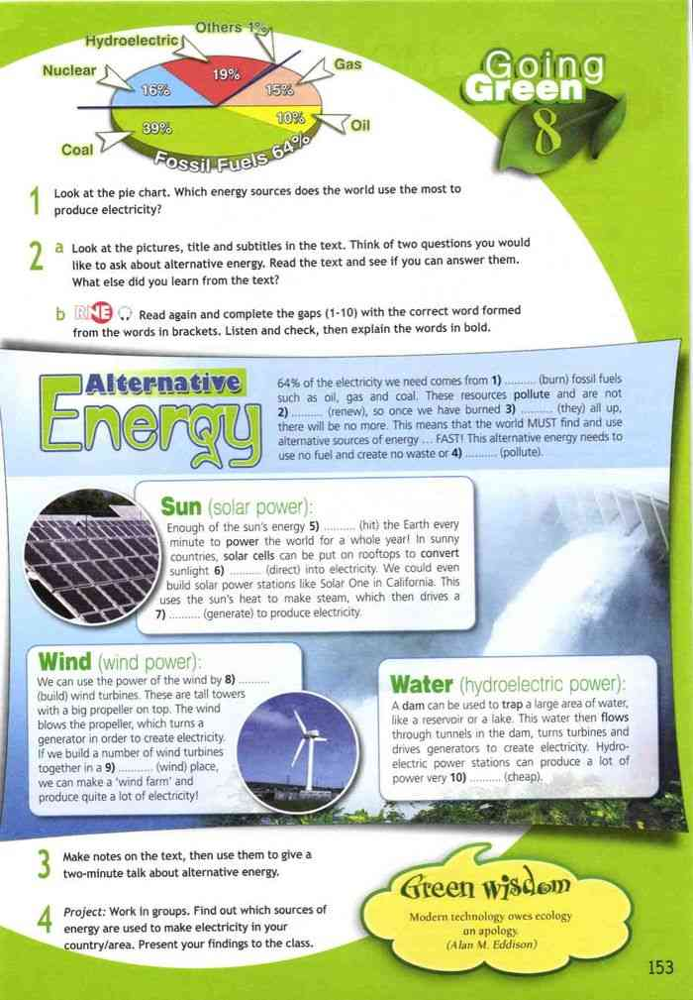 Others 1%
Hydroelectric
Nuclear
Gas
19%
16%
15%
10%
Oil
39%
Coal
Fossil Fuels 64%
Going
Green
8
1 Look at the pie chart. Which energy sources does the world use the most to
produce electricity?
2 a Look at the pictures, title and subtitles in the text. Think of two questions you would
like to ask about alternative energy. Read the text and see if you can answer them.
What else did you learn from the text?
b RNE Read again and complete the gaps (1-10) with the correct word formed
from the words in brackets. Listen and check, then explain the words in bold.
Alternative
Energy
64% of the electricity we need comes from 1) .......... (burn) fossil fuels
such as oil, gas and coal. These resources pollute and are not
2) .......... (renew), so once we have burned 3) .......... (they) all up,
there will be no more. This means that the world MUST find and use
alternative sources of energy ... FAST! This alternative energy needs to
use no fuel and create no waste or 4) .......... (pollute).
Sun (solar power):
Enough of the sun's energy 5) .......... (hit) the Earth every
minute to power the world for a whole year! In sunny
countries, solar cells can be put on rooftops to convert
sunlight 6) .......... (direct) into electricity. We could even
build solar power stations like Solar One in California. This
uses the sun's heat to make steam, which then drives a
7) .......... (generate) to produce electricity.
Wind (wind power):
We can use the power of the wind by 8) ..........
(build) wind turbines. These are tall towers
with a big propeller on top. The wind
blows the propeller, which turns a
generator in order to create electricity.
If we build a number of wind turbines
together in a 9) .......... (wind) place,
we can make a 'wind farm' and
produce quite a lot of electricity!
Water (hydroelectric power):
A dam can be used to trap a large area of water,
like a reservoir or a lake. This water then flows
through tunnels in the dam, turns turbines and
drives generators to create electricity. Hydro-
electric power stations can produce a lot of
power very 10) .......... (cheap).
3 Make notes on the text, then use them to give a
two-minute talk about alternative energy.
4 Project: Work in groups. Find out which sources of
energy are used to make electricity in your
country/area. Present your findings to the class.
Green wisdom
Modern technology owes ecology
an apology.
(Alan M. Eddison)
153